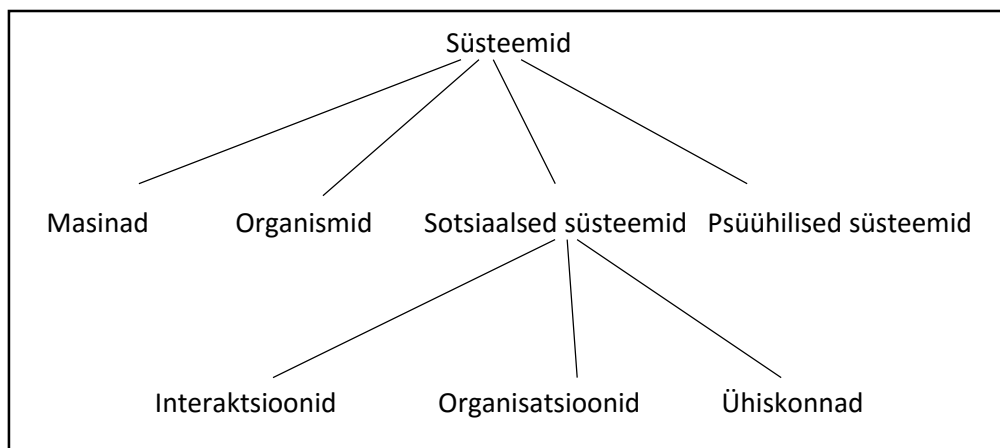 Süsteemid
Masinad Organismid Sotsiaalsed süsteemid Psüühilised süsteemid
Interaktsioonid Organisatsioonid Ühiskonnad